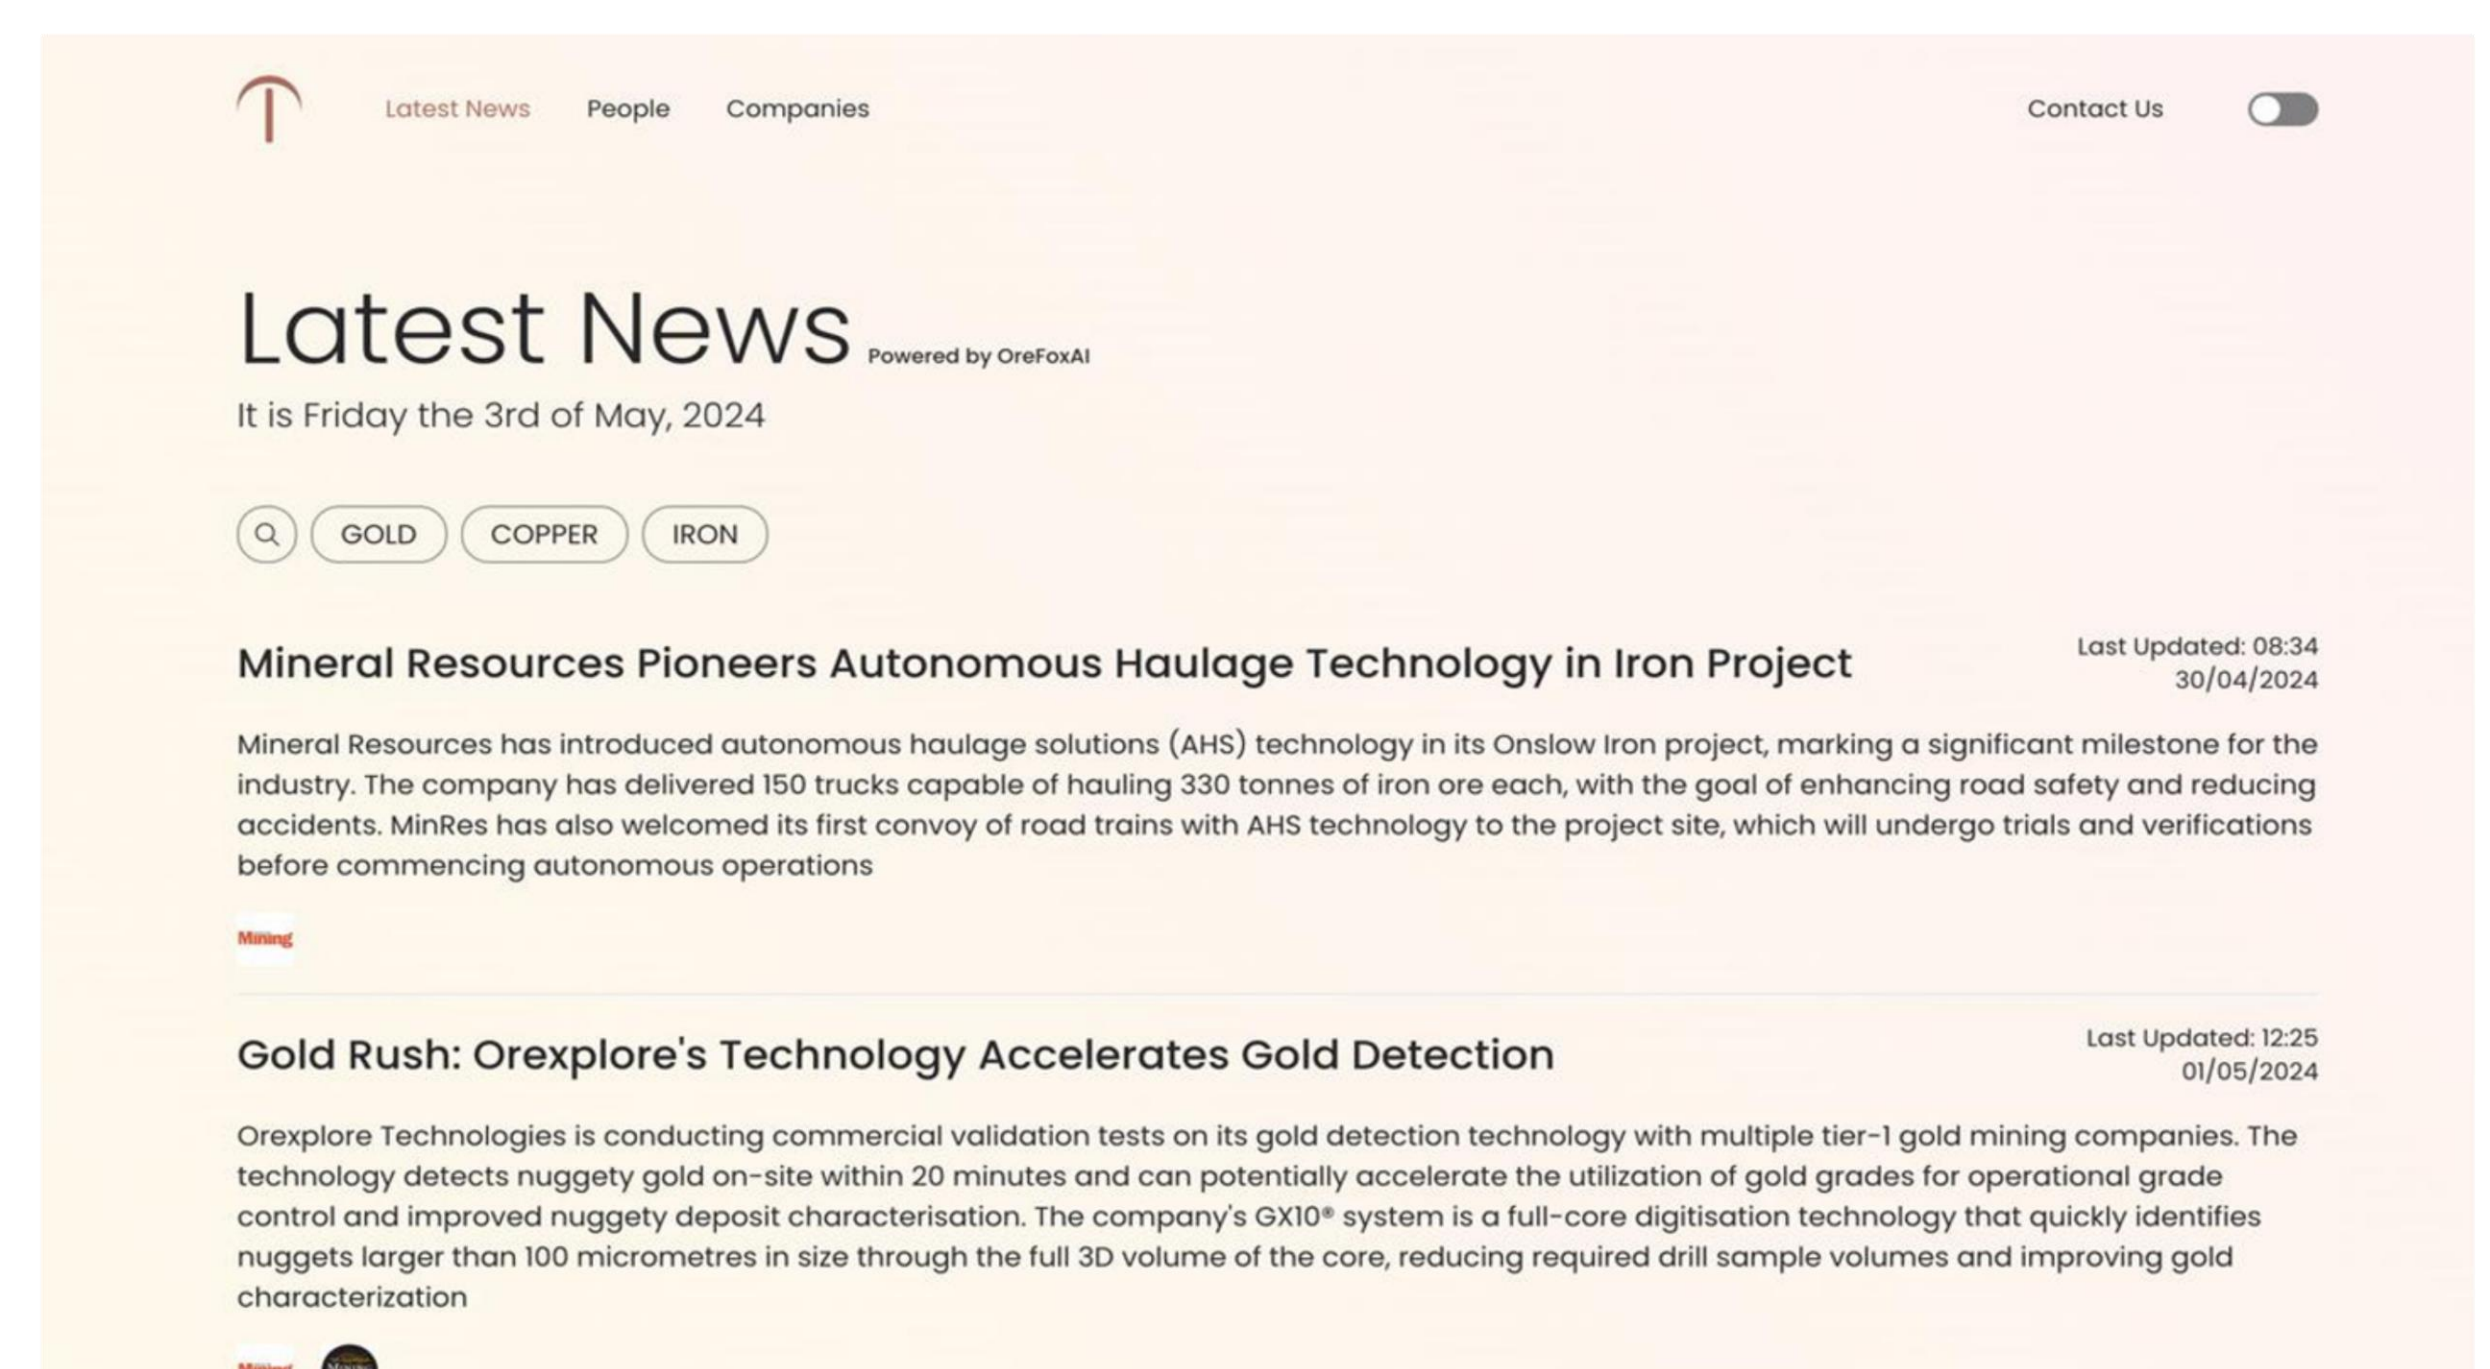 Latest News People Companies Contact Us
Latest News Powered by OreFoxAI
It is Friday the 3rd of May, 2024
GOLD COPPER IRON
Mineral Resources Pioneers Autonomous Haulage Technology in Iron Project
Last Updated: 08:34
30/04/2024
Mineral Resources has introduced autonomous haulage solutions (AHS) technology in its Onslow Iron project, marking a significant milestone for the
industry. The company has delivered 150 trucks capable of hauling 330 tonnes of iron ore each, with the goal of enhancing road safety and reducing
accidents. MinRes has also welcomed its first convoy of road trains with AHS technology to the project site, which will undergo trials and verifications
before commencing autonomous operations
Mining
Gold Rush: Orexplore's Technology Accelerates Gold Detection
Last Updated: 12:25
01/05/2024
Orexplore Technologies is conducting commercial validation tests on its gold detection technology with multiple tier-1 gold mining companies. The
technology detects nuggety gold on-site within 20 minutes and can potentially accelerate the utilization of gold grades for operational grade
control and improved nuggety deposit characterisation. The company's GX10® system is a full-core digitisation technology that quickly identifies
nuggets larger than 100 micrometres in size through the full 3D volume of the core, reducing required drill sample volumes and improving gold
characterization
Mining MINING